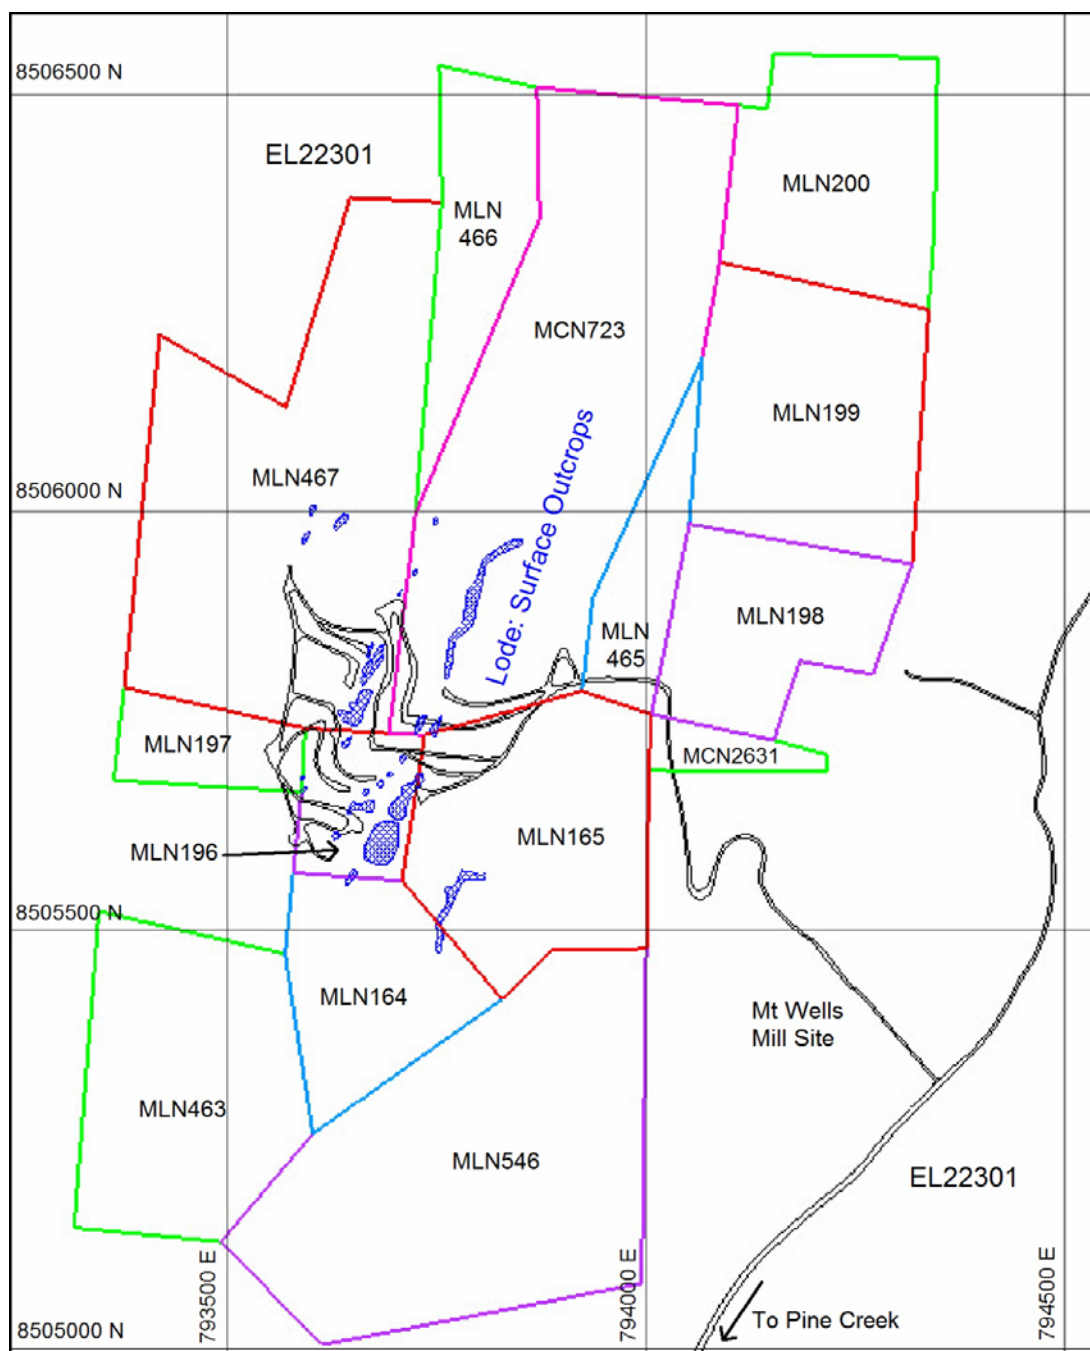 8506500 N
EL22301
MLN200
MLN
466
MCN723
MLN199
MLN467
8506000 N
Lode: Surface Outcrops
MLN198
MLN
465
MLN197
MCN2631
MLN165
MLN196
8505500 N
MLN164
Mt Wells
Mill Site
MLN463
MLN546
EL22301
793500 E
794000 E
794500 E
To Pine Creek
8505000 N